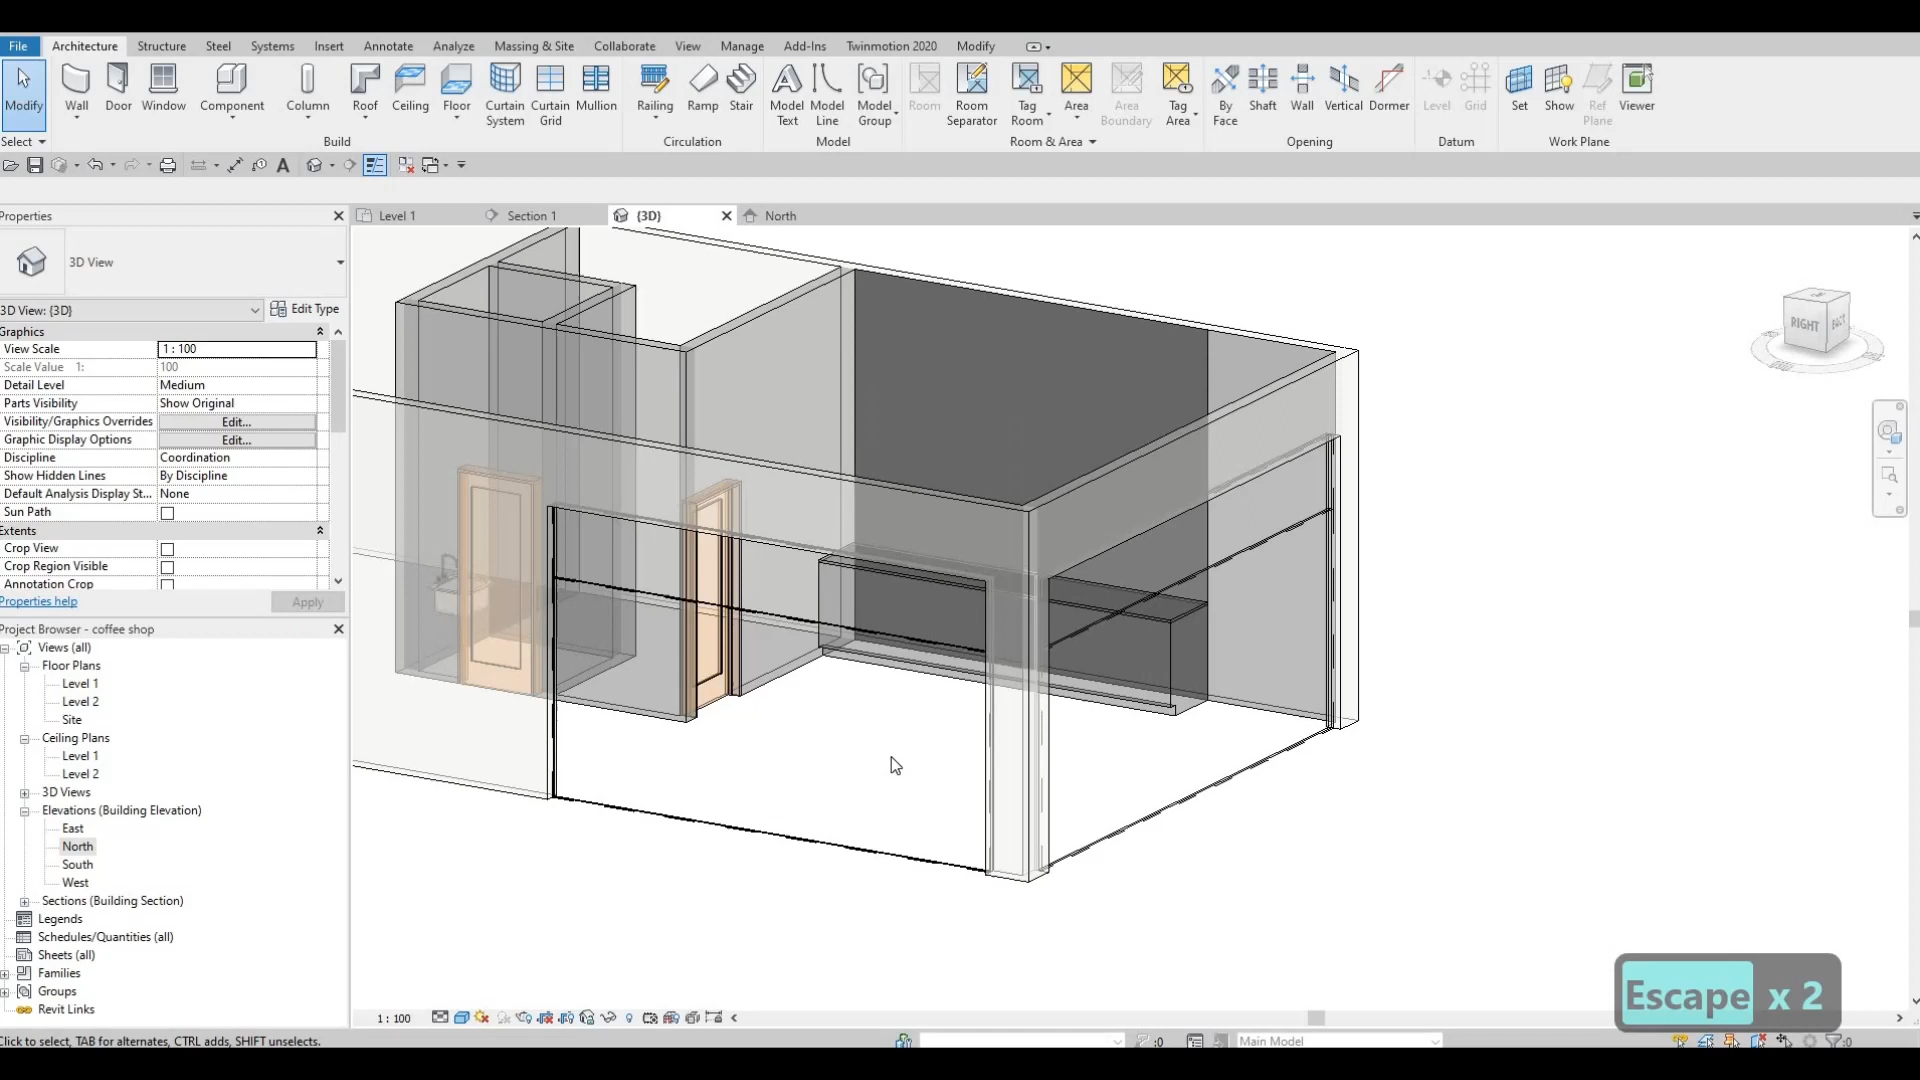 File Architecture Structure Steel Systems Insert Annotate Analyze Massing & Site Collaborate View Manage Add-Ins Twinmotion 2020 Modify
Modify Wall Door Window Component Column Roof Ceiling Floor Curtain System Curtain Grid Mullion Railing Ramp Stair Model Text Model Line Model Group Room Room Separator Tag Room Area Area Boundary Tag Area By Face Shaft Wall Vertical Dormer Level Grid Set Show Ref Plane Viewer
Select Build Circulation Model Room & Area Opening Datum Work Plane
Properties
Level 1 Section 1 {3D} North
3D View
3D View: {3D} Edit Type
Graphics
View Scale 1 : 100
Scale Value 1: 100
Detail Level Medium
Parts Visibility Show Original
Visibility/Graphics Overrides Edit...
Graphic Display Options Edit...
Discipline Coordination
Show Hidden Lines By Discipline
Default Analysis Display St... None
Sun Path
Extents
Crop View
Crop Region Visible
Annotation Crop
Properties help Apply
Project Browser - coffee shop
Views (all)
Floor Plans
Level 1
Level 2
Site
Ceiling Plans
Level 1
Level 2
3D Views
Elevations (Building Elevation)
East
North
South
West
Sections (Building Section)
Legends
Schedules/Quantities (all)
Sheets (all)
Families
Groups
Revit Links
RIGHT
Escape x 2
1 : 100
Click to select, TAB for alternates, CTRL adds, SHIFT unselects. :0 Main Model :0